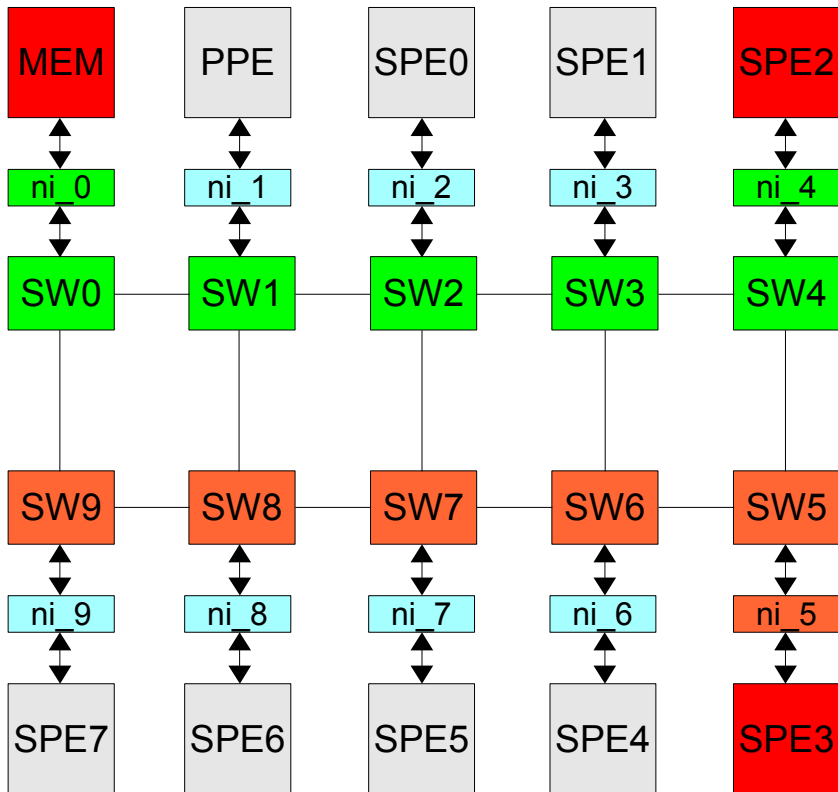 MEM PPE SPE0 SPE1 SPE2
ni_0 ni_1 ni_2 ni_3 ni_4
SW0 SW1 SW2 SW3 SW4
SW9 SW8 SW7 SW6 SW5
ni_9 ni_8 ni_7 ni_6 ni_5
SPE7 SPE6 SPE5 SPE4 SPE3